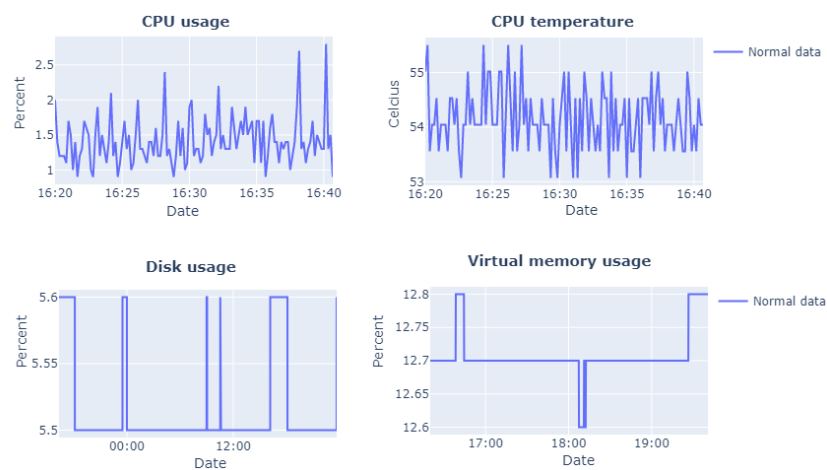 CPU usage
Percent
2.5
2
1.5
1
16:20 16:25 16:30 16:35 16:40
Date
CPU temperature
Celcius
55
54
53
16:20 16:25 16:30 16:35 16:40
Date
Normal data
Disk usage
Percent
5.6
5.55
5.5
00:00 12:00
Date
Virtual memory usage
Percent
12.8
12.75
12.7
12.65
12.6
17:00 18:00 19:00
Date
Normal data